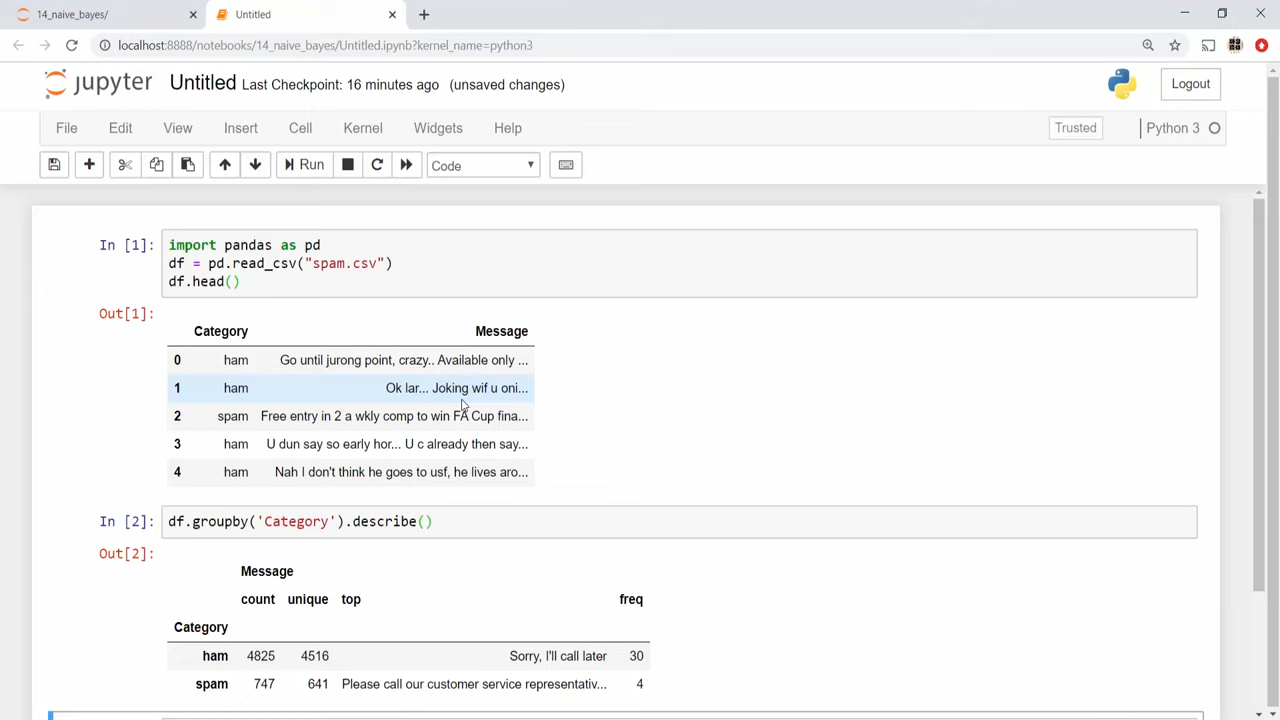 14_naive_bayes/
Untitled
localhost:8888/notebooks/14_naive_bayes/Untitled.ipynb?kernel_name=python3
jupyter Untitled Last Checkpoint: 16 minutes ago (unsaved changes) Logout
File Edit View Insert Cell Kernel Widgets Help Trusted Python 3
Run Code
In [1]: import pandas as pd
df = pd.read_csv("spam.csv")
df.head()
Out[1]:
Category Message
0 ham Go until jurong point, crazy.. Available only ...
1 ham Ok lar... Joking wif u oni...
2 spam Free entry in 2 a wkly comp to win FA Cup fina...
3 ham U dun say so early hor... U c already then say...
4 ham Nah I don't think he goes to usf, he lives aro...
In [2]: df.groupby('Category').describe()
Out[2]:
Message
count unique top freq
Category
ham 4825 4516 Sorry, I'll call later 30
spam 747 641 Please call our customer service representativ... 4